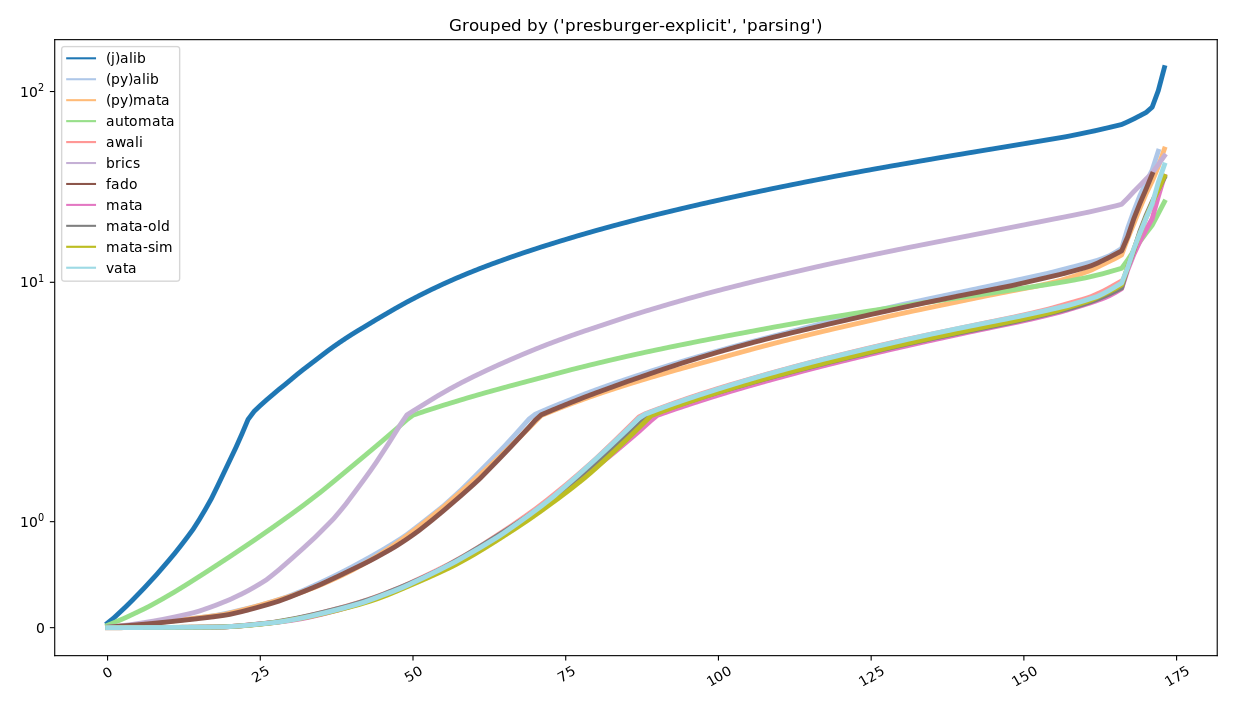 Grouped by ('presburger-explicit', 'parsing')
(j)alib
(py)alib
(py)mata
automata
awali
brics
fado
mata
mata-old
mata-sim
vata
10²
10¹
10⁰
0
0
25
50
75
100
125
150
175